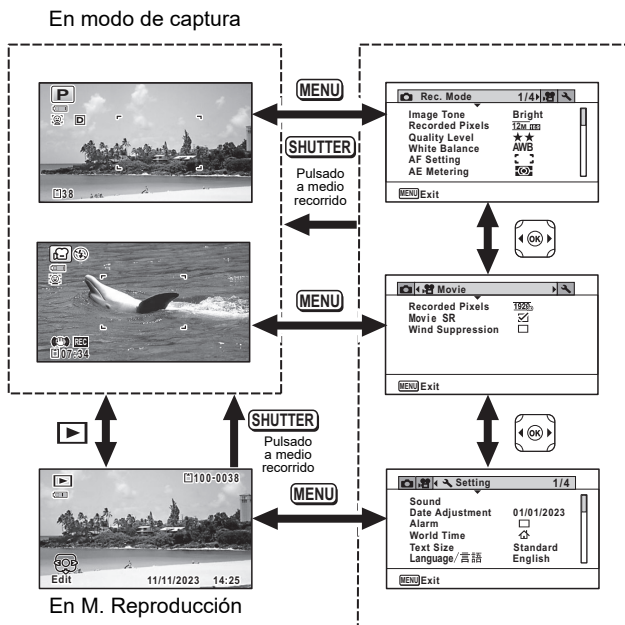 En modo de captura
P
D
38
MENU
SHUTTER
Pulsado
a medio
recorrido
Rec. Mode 1/4
Image Tone Bright
Recorded Pixels 12M
Quality Level ★★
White Balance AWB
AF Setting
AE Metering
MENU Exit
OK
REC
07:34
MENU
Movie
Recorded Pixels 1920
Movie SR
Wind Suppression
MENU Exit
OK
SHUTTER
Pulsado
a medio
recorrido
100-0038
Edit 11/11/2023 14:25
MENU
Setting 1/4
Sound
Date Adjustment 01/01/2023
Alarm
World Time
Text Size Standard
Language/言語 English
MENU Exit
En M. Reproducción